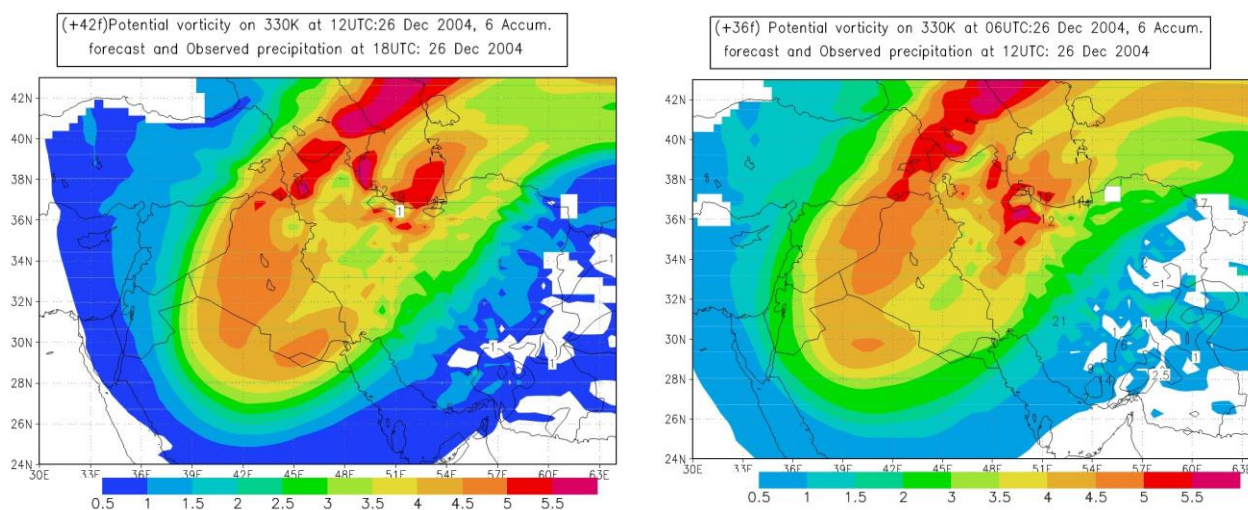 (+42f)Potential vorticity on 330K at 12UTC:26 Dec 2004, 6 Accum.
forecast and Observed precipitation at 18UTC: 26 Dec 2004
42N
40N
38N
36N
34N
32N
30N
28N
26N
24N
30E 33E 36E 39E 42E 45E 48E 51E 54E 57E 60E 63E
0.5 1 1.5 2 3 3.5 4 4.5 5 5.5
(+36f) Potential vorticity on 330K at 06UTC:26 Dec 2004, 6 Accum.
forecast and Observed precipitation at 12UTC: 26 Dec 2004
42N
40N
38N
36N
34N
32N
30N
28N
26N
24N
30E 33E 36E 39E 42E 45E 48E 51E 54E 57E 60E 63E
21
1
1
2.5
0.5 1 1.5 2 3 3.5 4 4.5 5 5.5